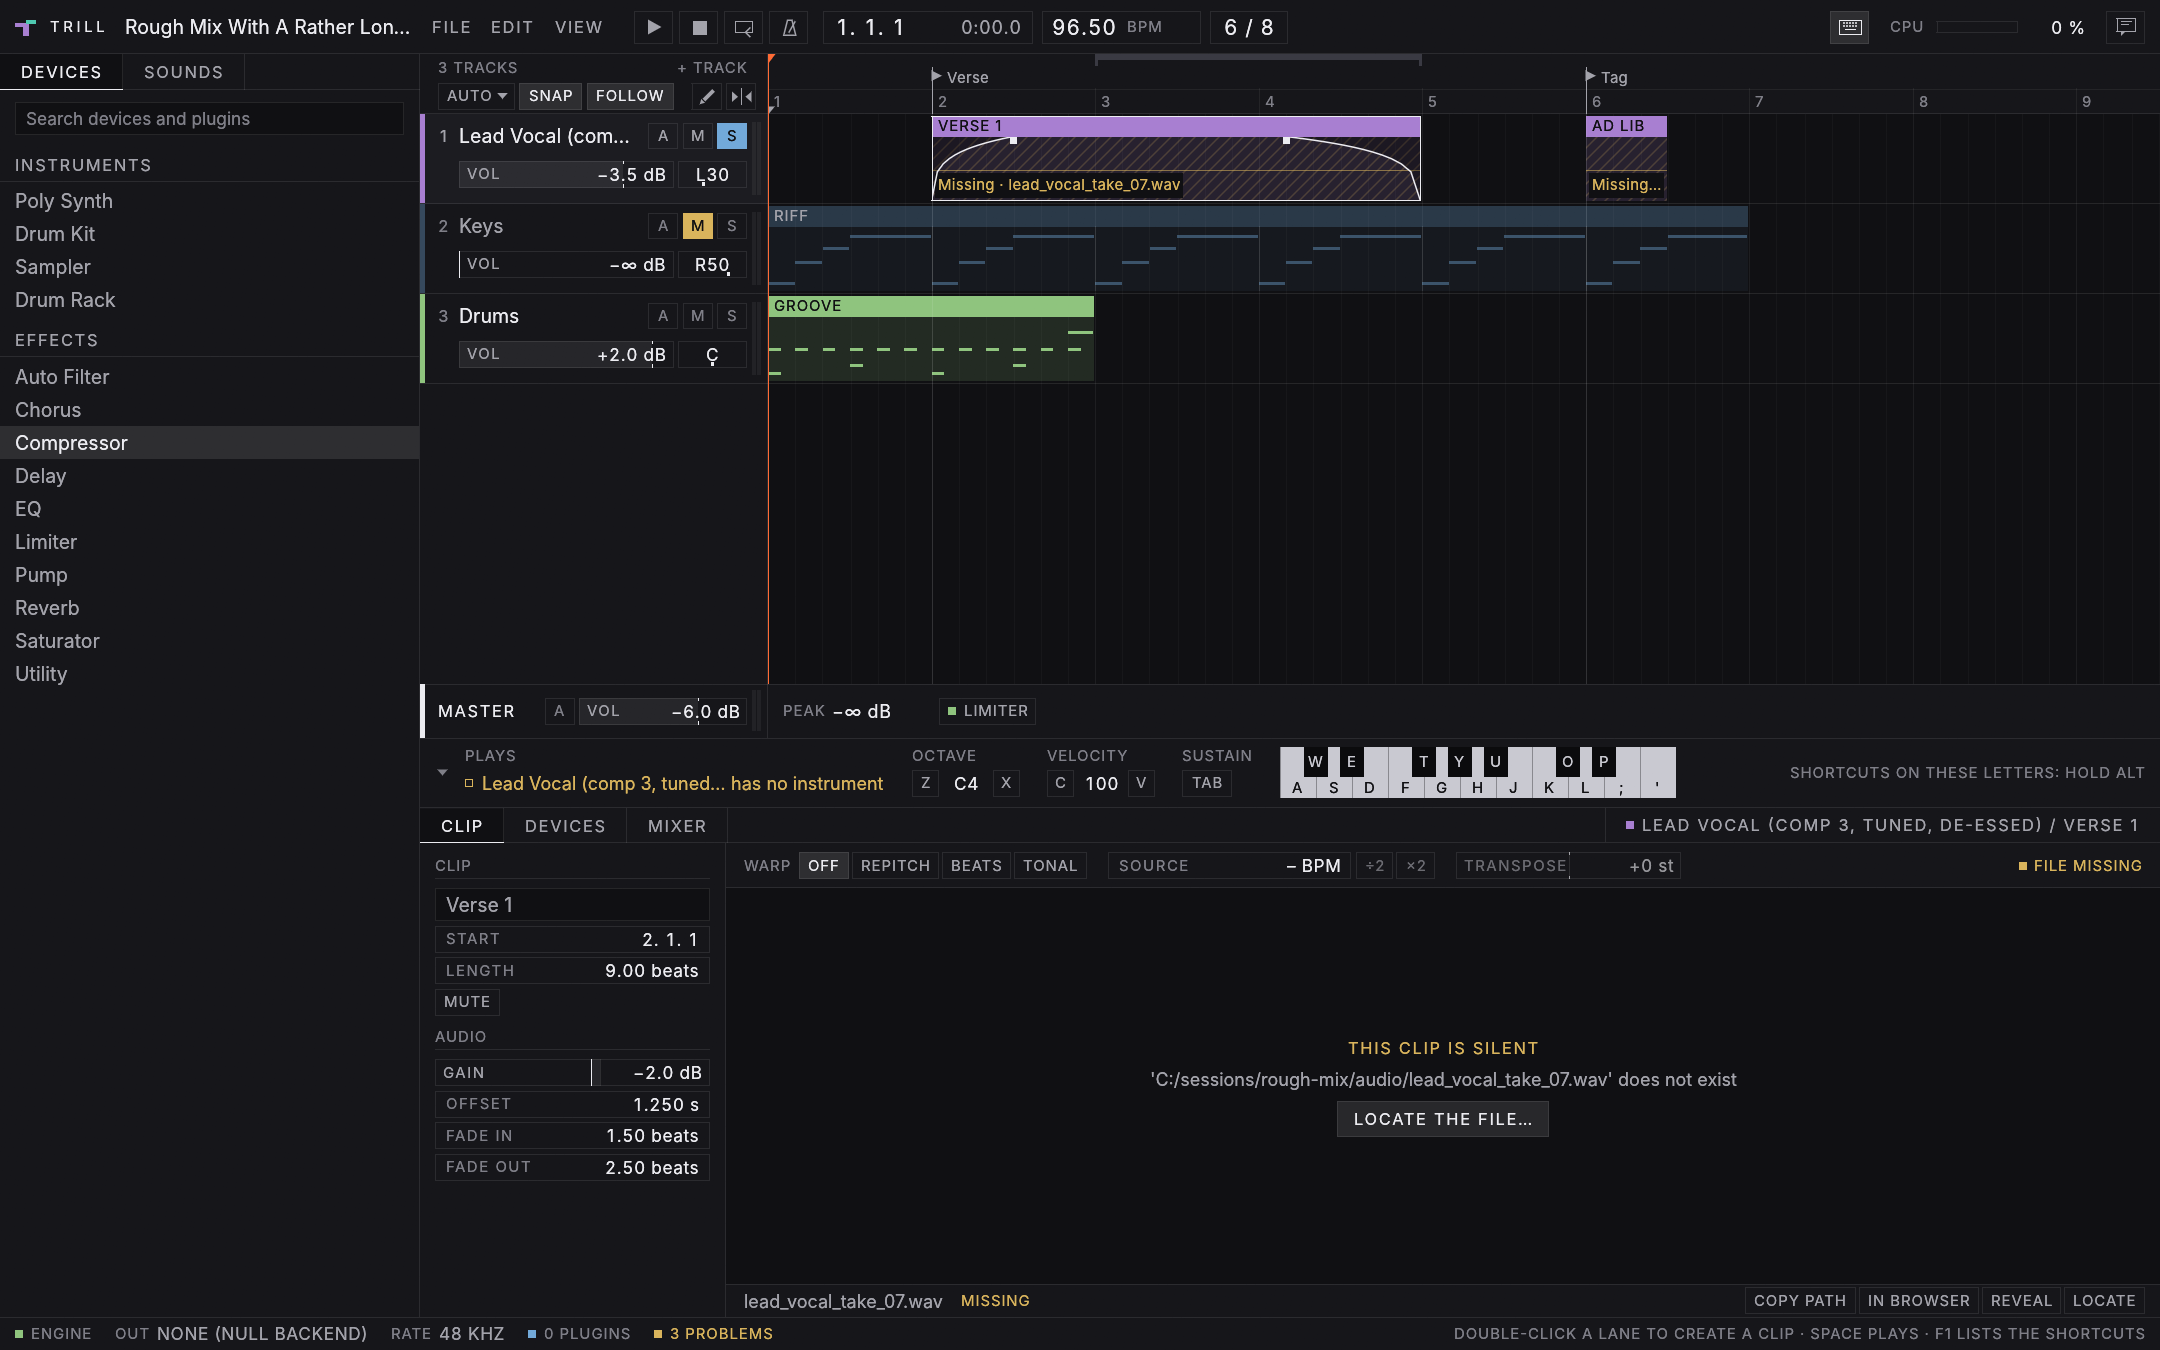 TRILL Rough Mix With A Rather Lon... FILE EDIT VIEW 1. 1. 1 0:00.0 96.50 BPM 6 / 8 CPU 0 %
DEVICES SOUNDS
Search devices and plugins
INSTRUMENTS
Poly Synth
Drum Kit
Sampler
Drum Rack
EFFECTS
Auto Filter
Chorus
Compressor
Delay
EQ
Limiter
Pump
Reverb
Saturator
Utility
3 TRACKS + TRACK
AUTO SNAP FOLLOW
Verse Tag
1 2 3 4 5 6 7 8 9
1 Lead Vocal (com... A M S
VOL −3.5 dB L30
VERSE 1 AD LIB
Missing · lead_vocal_take_07.wav Missing...
2 Keys A M S
VOL −∞ dB R50
RIFF
3 Drums A M S
VOL +2.0 dB C
GROOVE
MASTER A VOL −6.0 dB PEAK −∞ dB LIMITER
PLAYS OCTAVE VELOCITY SUSTAIN
Lead Vocal (comp 3, tuned... has no instrument Z C4 X C 100 V TAB
W E T Y U O P
A S D F G H J K L ; '
SHORTCUTS ON THESE LETTERS: HOLD ALT
CLIP DEVICES MIXER LEAD VOCAL (COMP 3, TUNED, DE-ESSED) / VERSE 1
CLIP
Verse 1
START 2. 1. 1
LENGTH 9.00 beats
MUTE
AUDIO
GAIN −2.0 dB
OFFSET 1.250 s
FADE IN 1.50 beats
FADE OUT 2.50 beats
WARP OFF REPITCH BEATS TONAL SOURCE – BPM ÷2 ×2 TRANSPOSE +0 st FILE MISSING
THIS CLIP IS SILENT
'C:/sessions/rough-mix/audio/lead_vocal_take_07.wav' does not exist
LOCATE THE FILE...
lead_vocal_take_07.wav MISSING COPY PATH IN BROWSER REVEAL LOCATE
ENGINE OUT NONE (NULL BACKEND) RATE 48 KHZ 0 PLUGINS 3 PROBLEMS DOUBLE-CLICK A LANE TO CREATE A CLIP · SPACE PLAYS · F1 LISTS THE SHORTCUTS